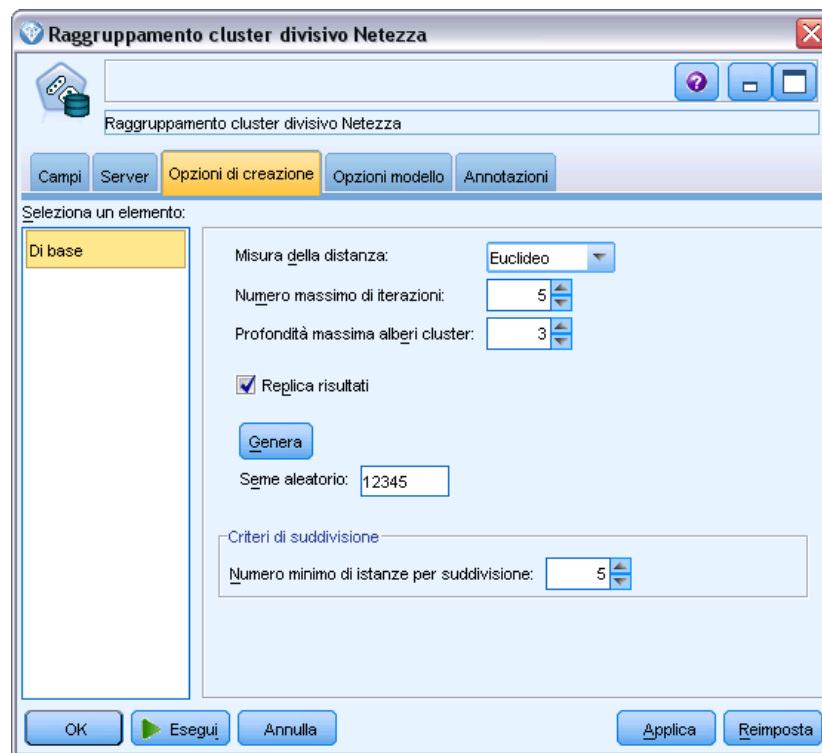 Raggruppamento cluster divisivo Netezza
Raggruppamento cluster divisivo Netezza
Campi Server Opzioni di creazione Opzioni modello Annotazioni
Seleziona un elemento:
Di base
Misura della distanza: Euclideo
Numero massimo di iterazioni: 5
Profondità massima alberi cluster: 3
Replica risultati
Genera
Seme aleatorio: 12345
Criteri di suddivisione
Numero minimo di istanze per suddivisione: 5
OK Esegui Annulla Applica Reimposta